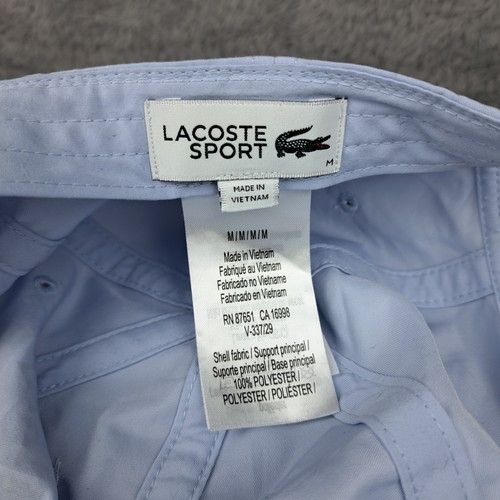 LACOSTE
SPORT
M
MADE IN
VIETNAM
M/M/M/M
Made in Vietnam
Fabriqué au Vietnam
Fabricado no Vietname
Fabricado en Vietnam
RN 87651 CA 16998
V-337/29
Shell fabric / Support principal /
Suporte principal / Base principal
100% POLYESTER /
POLYESTER / POLIÉSTER /